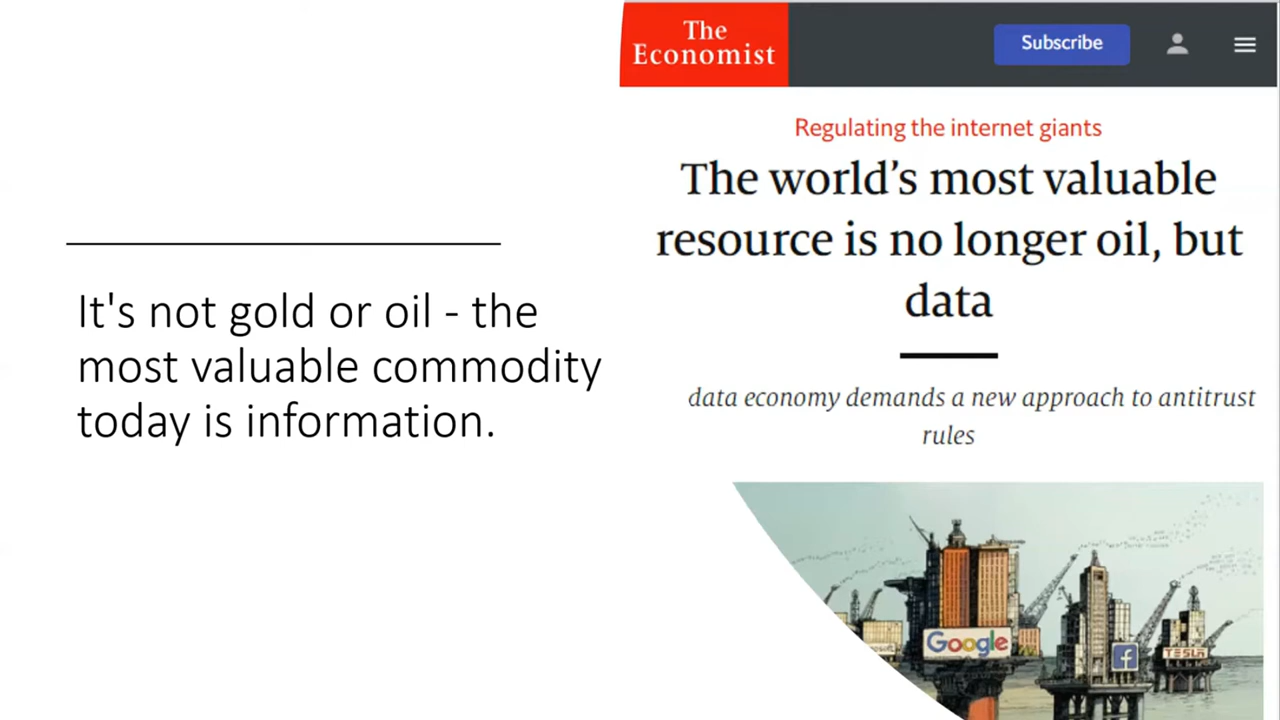 It's not gold or oil - the
most valuable commodity
today is information.
The
Economist
Subscribe
Regulating the internet giants
The world's most valuable
resource is no longer oil, but
data
data economy demands a new approach to antitrust
rules
Google
TESLA